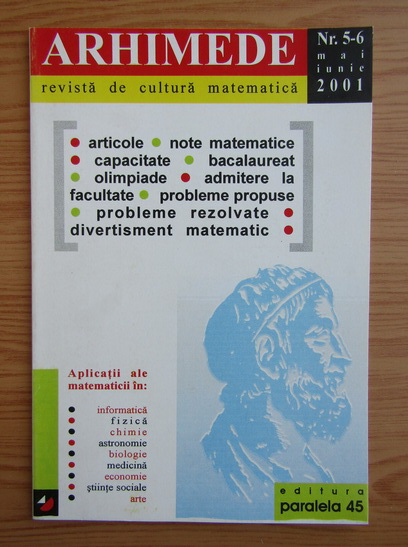 ARHIMEDE
revistă de cultură matematică
Nr. 5-6
mai
iunie
2001
● articole ● note matematice
● capacitate ● bacalaureat
● olimpiade ● admitere la
facultate ● probleme propuse
● probleme rezolvate ●
divertisment matematic ●
Aplicaţii ale
matematicii în:
● informatică
● fizică
● chimie
● astronomie
● biologie
● medicină
● economie
● ştiinţe sociale
● arte
editura
paralela 45